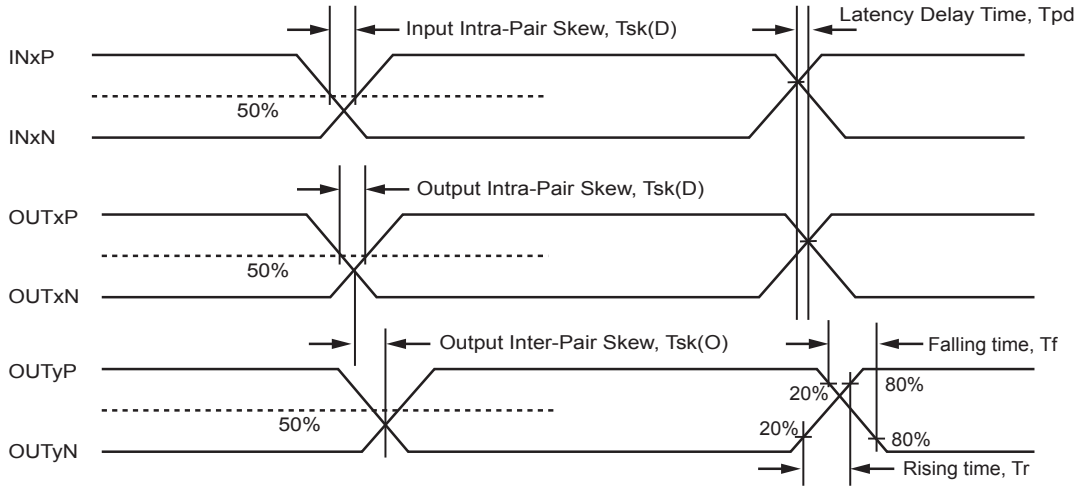 Input Intra-Pair Skew, Tsk(D)
Latency Delay Time, Tpd
INxP
50%
INxN
Output Intra-Pair Skew, Tsk(D)
OUTxP
50%
OUTxN
Output Inter-Pair Skew, Tsk(O)
Falling time, Tf
OUTyP
20%
80%
50%
20%
80%
OUTyN
Rising time, Tr